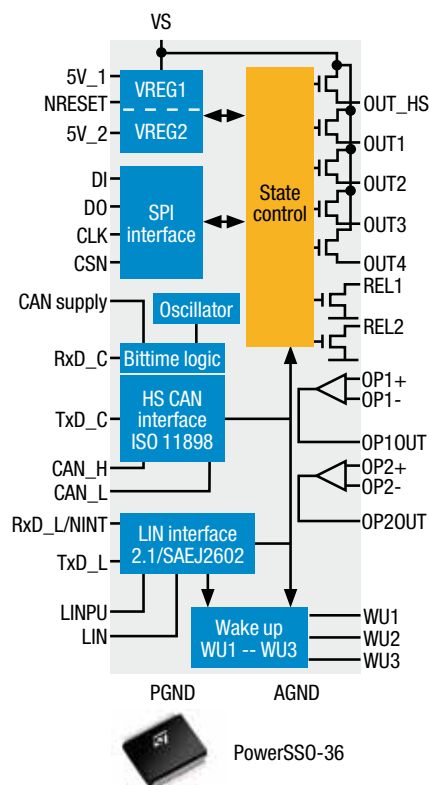 VS
5V_1
NRESET
5V_2
VREG1
VREG2
DI
DO
CLK
CSN
SPI
interface
State
control
OUT_HS
OUT1
OUT2
OUT3
OUT4
REL1
REL2
CAN supply
Oscillator
RxD_C
Bittime logic
TxD_C
HS CAN
interface
ISO 11898
CAN_H
CAN_L
OP1+
OP1-
OP1OUT
OP2+
OP2-
OP2OUT
RxD_L/NINT
TxD_L
LIN interface
2.1/SAEJ2602
LINPU
LIN
Wake up
WU1 -- WU3
WU1
WU2
WU3
PGND
AGND
PowerSSO-36